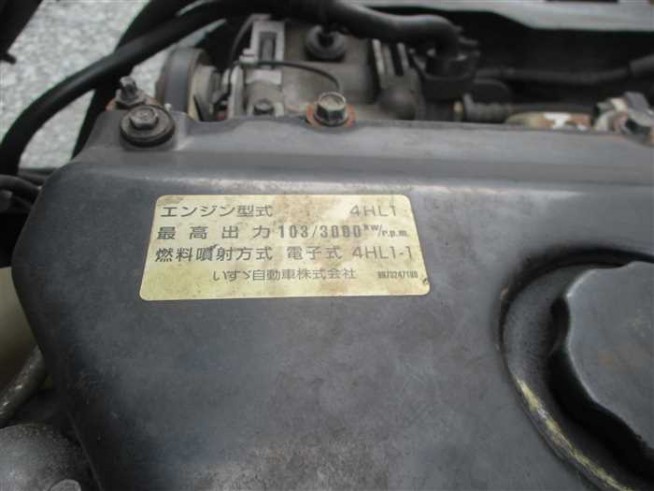 エンジン型式 4HL1
最高出力 103/3000 kw/r.p.m.
燃料噴射方式 電子式 4HL1-1
いすゞ自動車株式会社